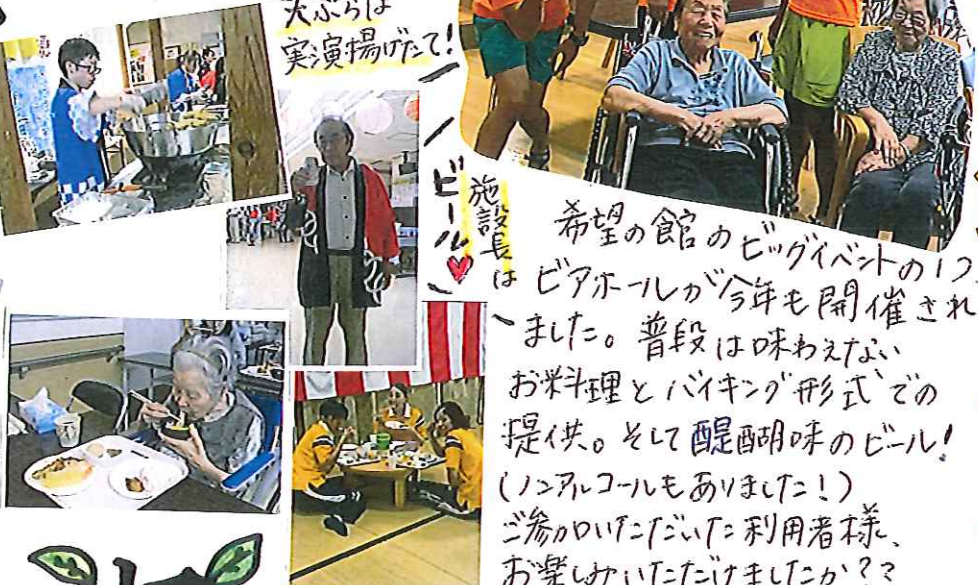 天ぷらは
実演揚げたて!
施設長は
ビール
希望の館のビッグイベントの1つ
ビアホールが今年も開催され
ました。普段は味わえない
お料理とバイキング形式での
提供。そして醍醐味のビール!
(ノンアルコールもありました!)
ご参加いただいた利用者様、
お楽しみいただけましたか??